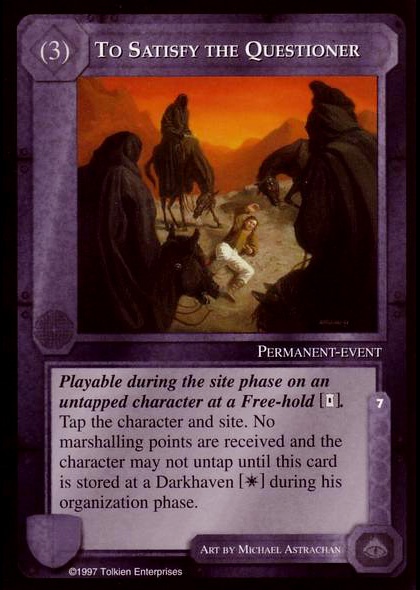 (3) To Satisfy the Questioner
Permanent-event
Playable during the site phase on an
untapped character at a Free-hold [].
Tap the character and site. No
marshalling points are received and the
character may not untap until this card
is stored at a Darkhaven [] during his
organization phase.
7
Art by Michael Astrachan
©1997 Tolkien Enterprises